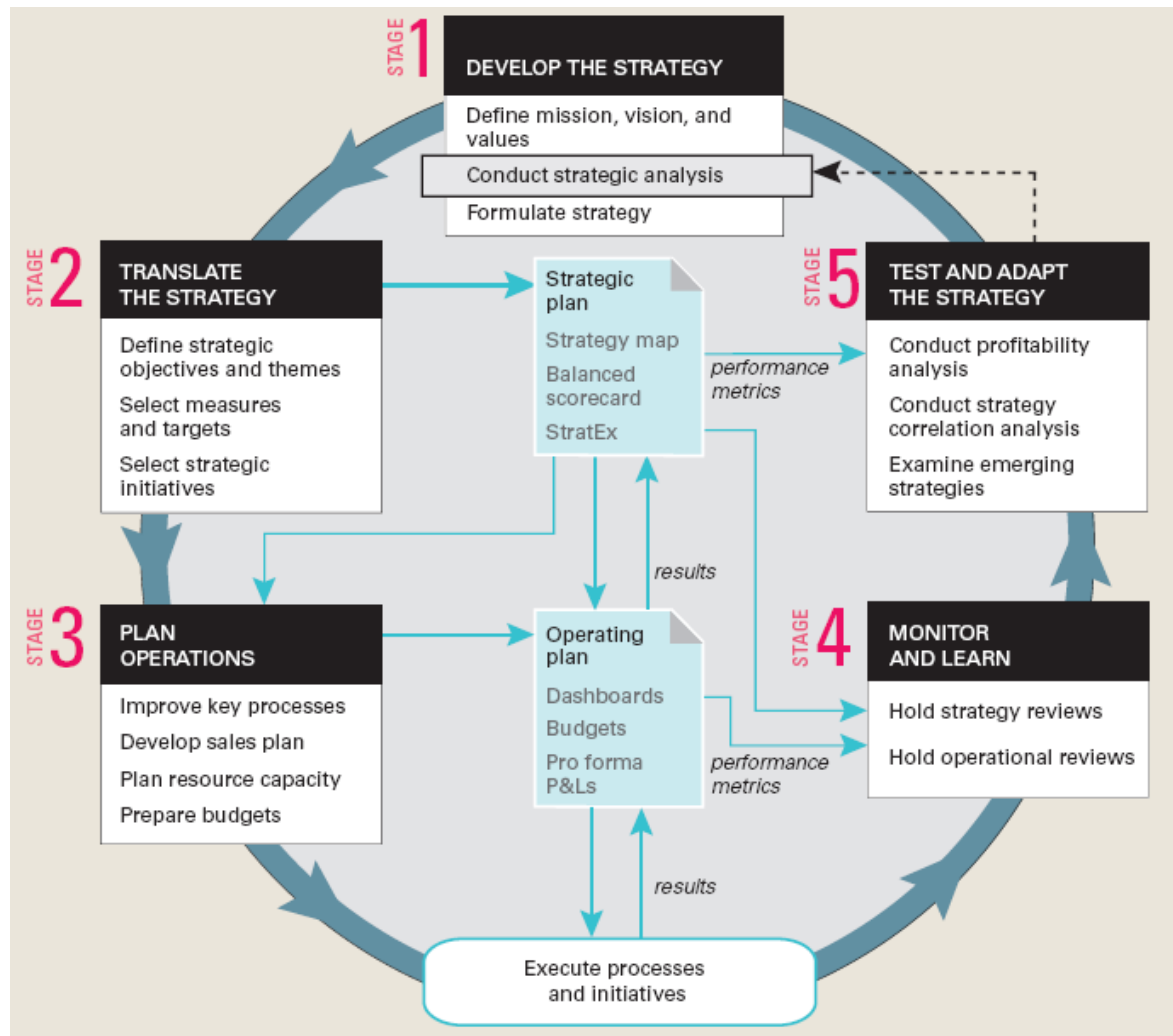 STAGE 1
DEVELOP THE STRATEGY
Define mission, vision, and
values
Conduct strategic analysis
Formulate strategy
STAGE 2
TRANSLATE
THE STRATEGY
Define strategic
objectives and themes
Select measures
and targets
Select strategic
initiatives
Strategic
plan
Strategy map
Balanced
scorecard
StratEx
performance
metrics
STAGE 5
TEST AND ADAPT
THE STRATEGY
Conduct profitability
analysis
Conduct strategy
correlation analysis
Examine emerging
strategies
results
STAGE 3
PLAN
OPERATIONS
Improve key processes
Develop sales plan
Plan resource capacity
Prepare budgets
Operating
plan
Dashboards
Budgets
Pro forma
P&Ls
performance
metrics
STAGE 4
MONITOR
AND LEARN
Hold strategy reviews
Hold operational reviews
results
Execute processes
and initiatives